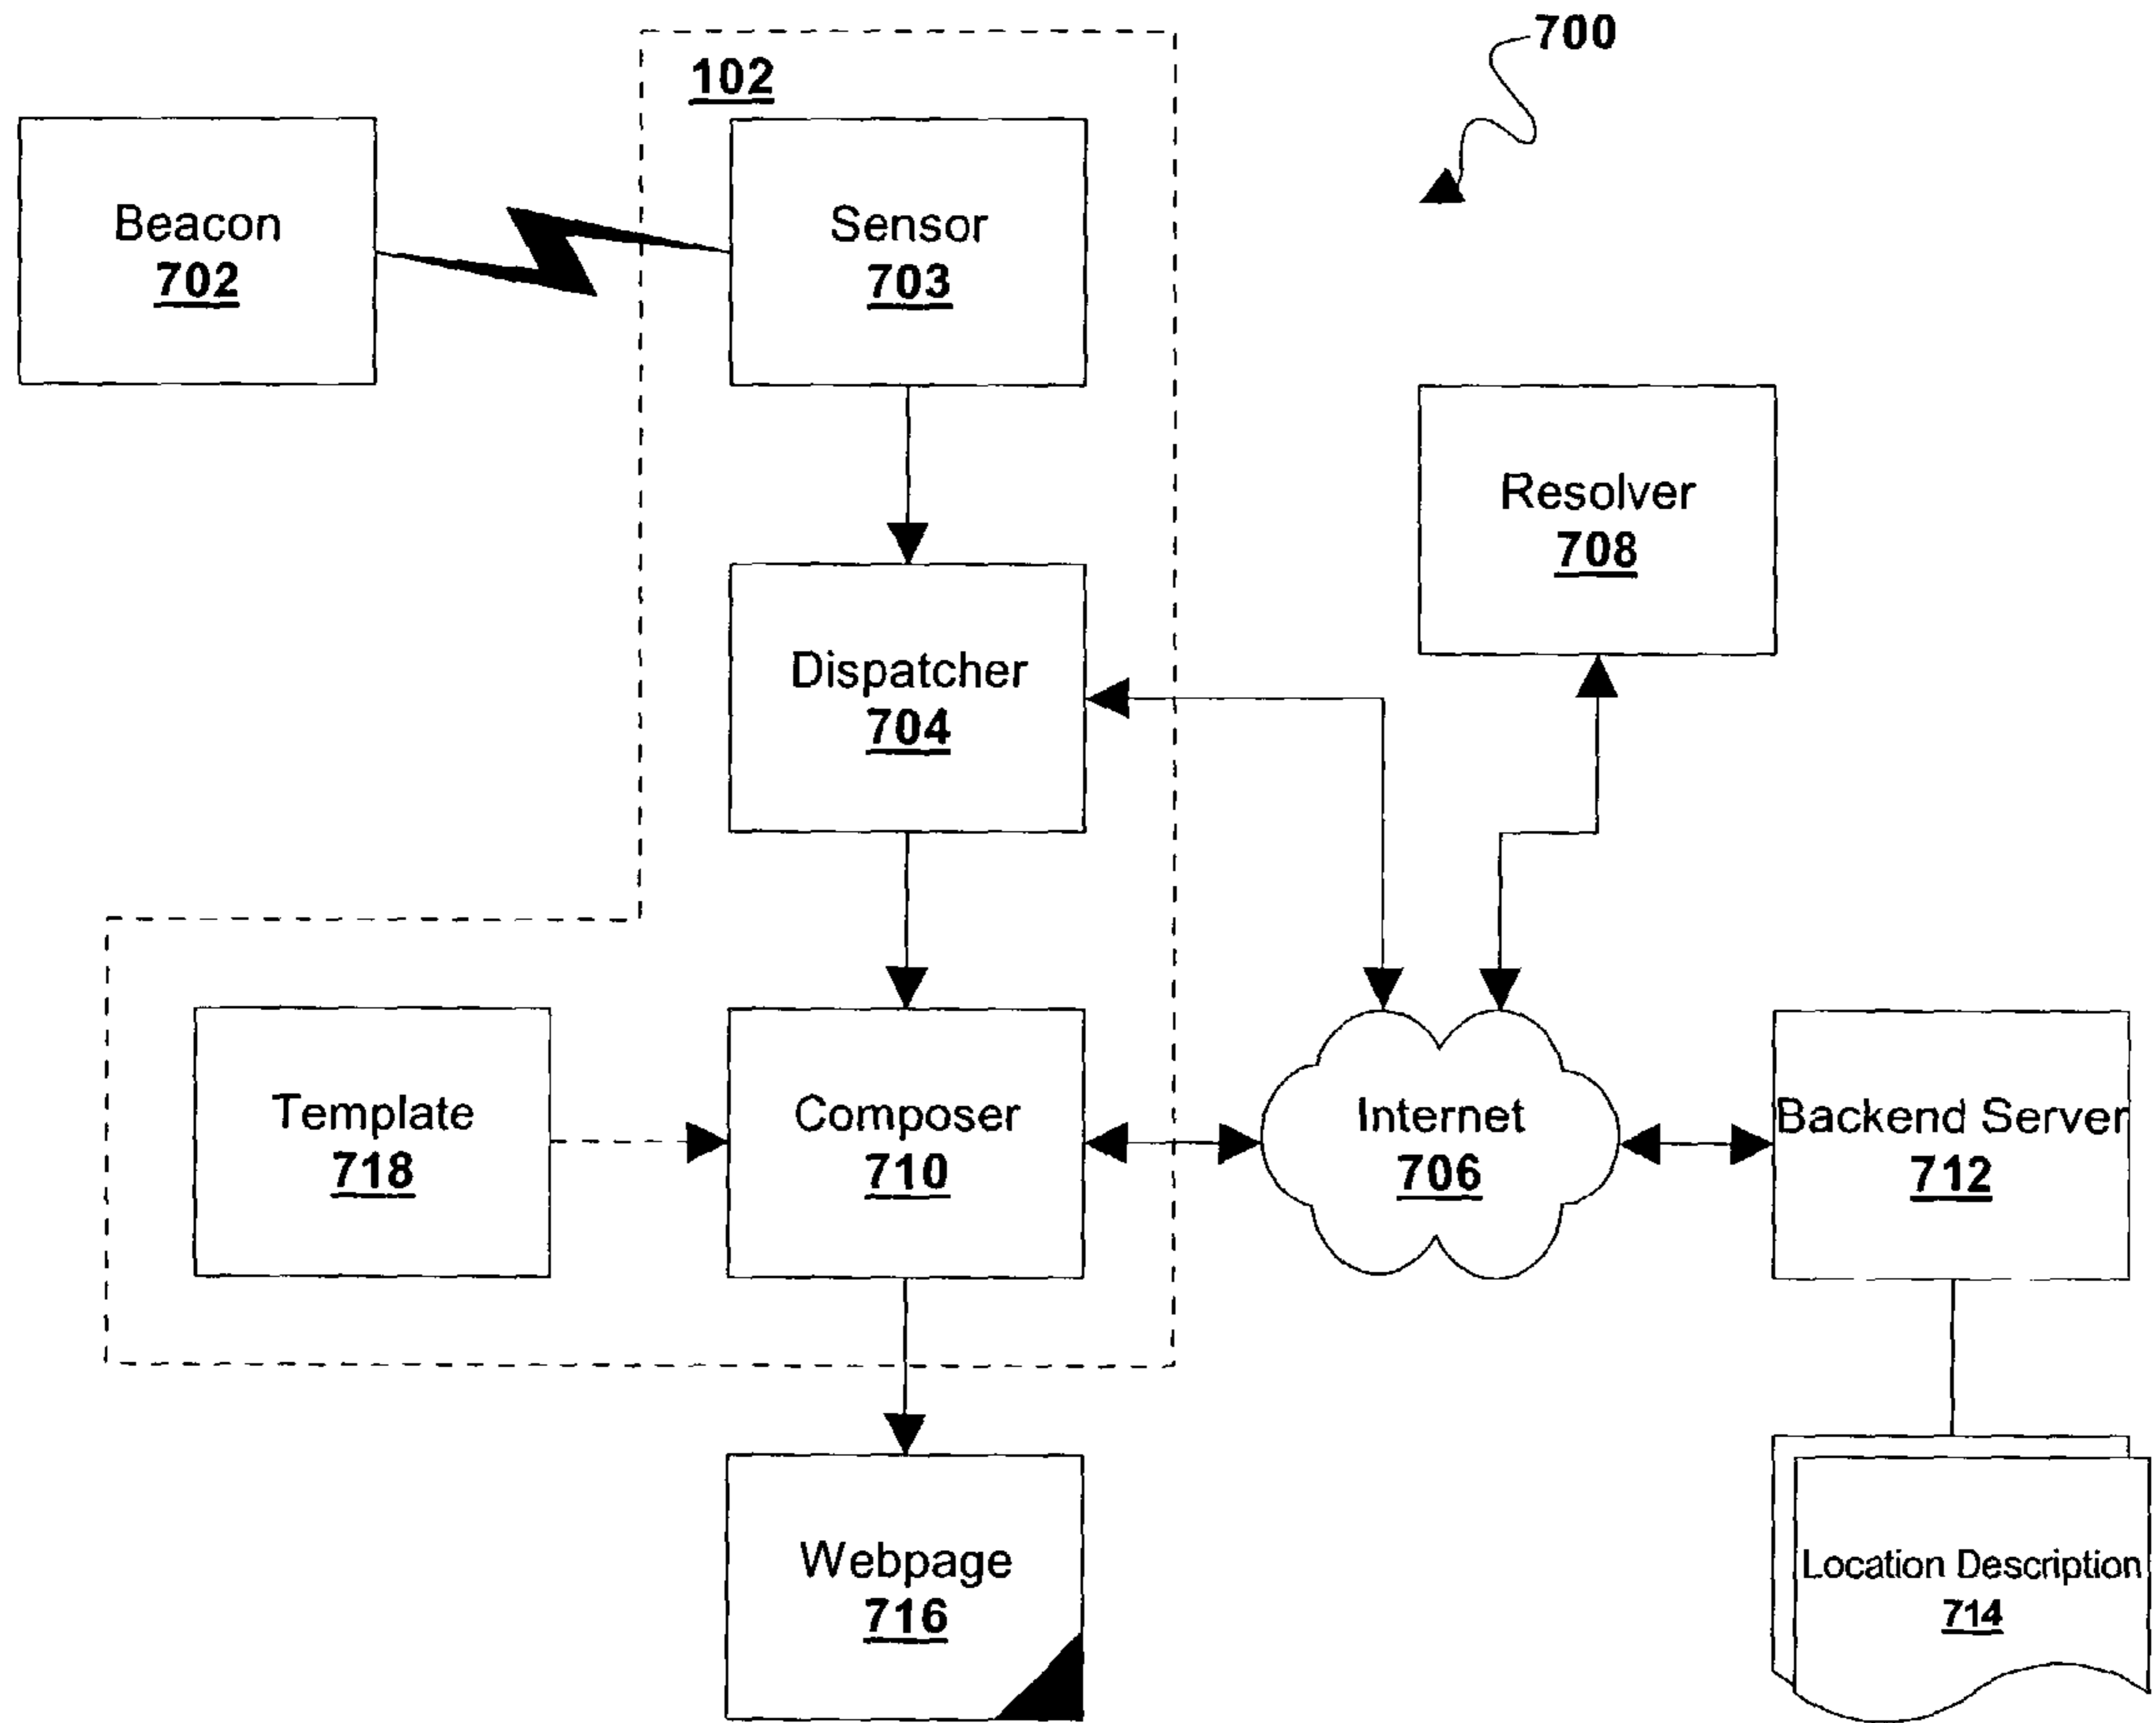 700
102
Beacon
702
Sensor
703
Resolver
708
Dispatcher
704
Template
718
Composer
710
Internet
706
Backend Server
712
Webpage
716
Location Description
714